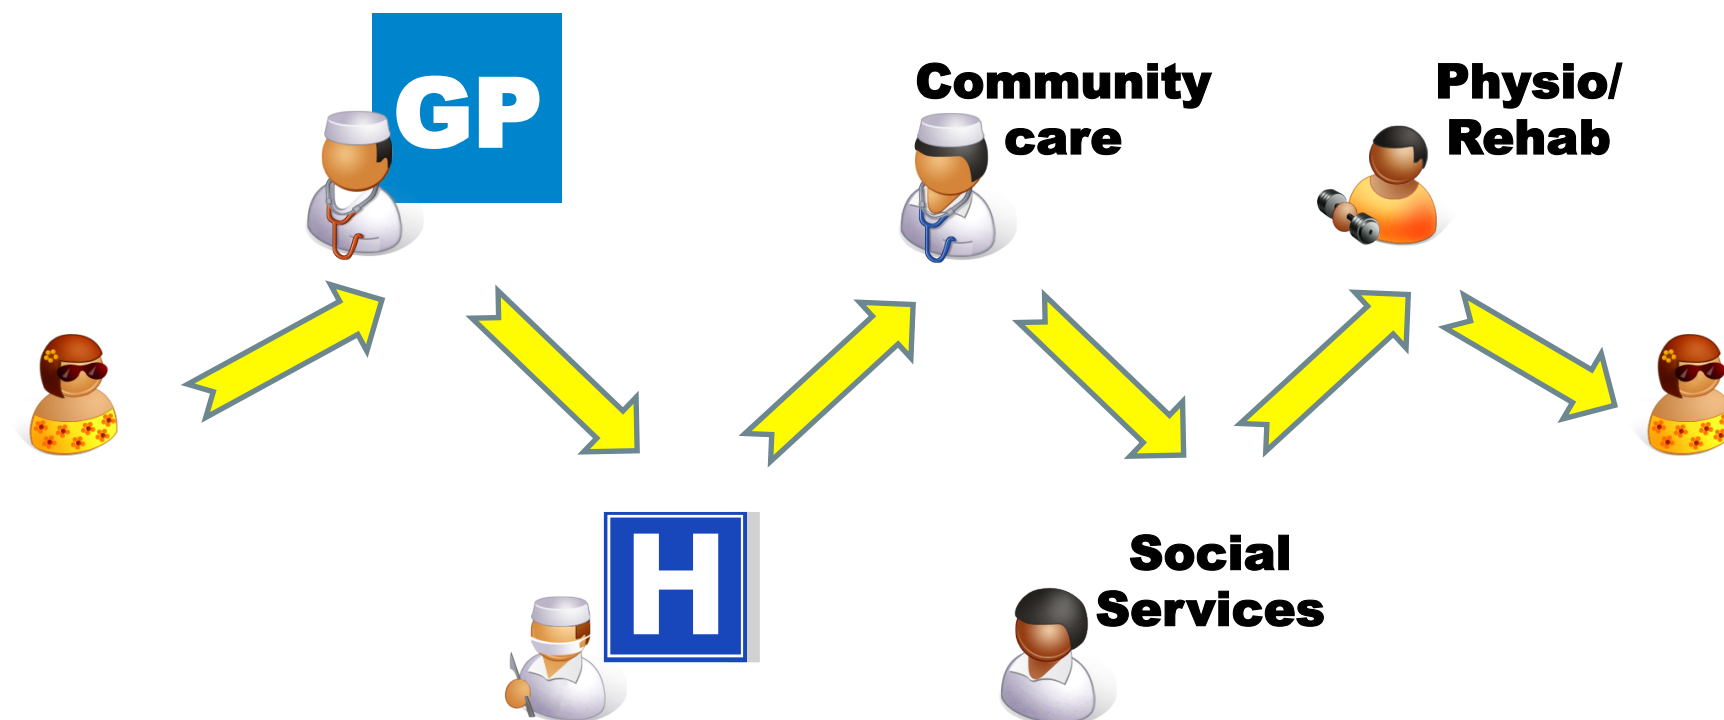 GP
Community
care
Physio/
Rehab
H
Social
Services